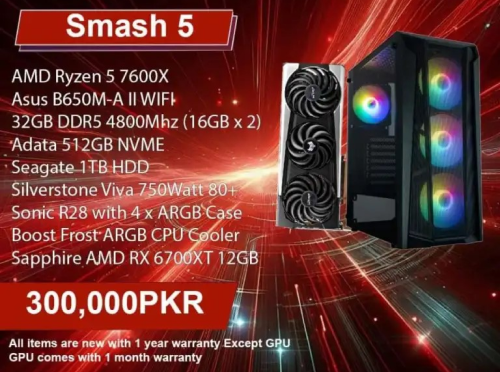 Smash 5
AMD Ryzen 5 7600X
Asus B650M-A II WIFI
32GB DDR5 4800Mhz (16GB x 2)
Adata 512GB NVME
Seagate 1TB HDD
Silverstone Viva 750Watt 80+
Sonic R28 with 4 x ARGB Case
Boost Frost ARGB CPU Cooler
Sapphire AMD RX 6700XT 12GB
300,000PKR
All items are new with 1 year warranty Except GPU
GPU comes with 1 month warranty